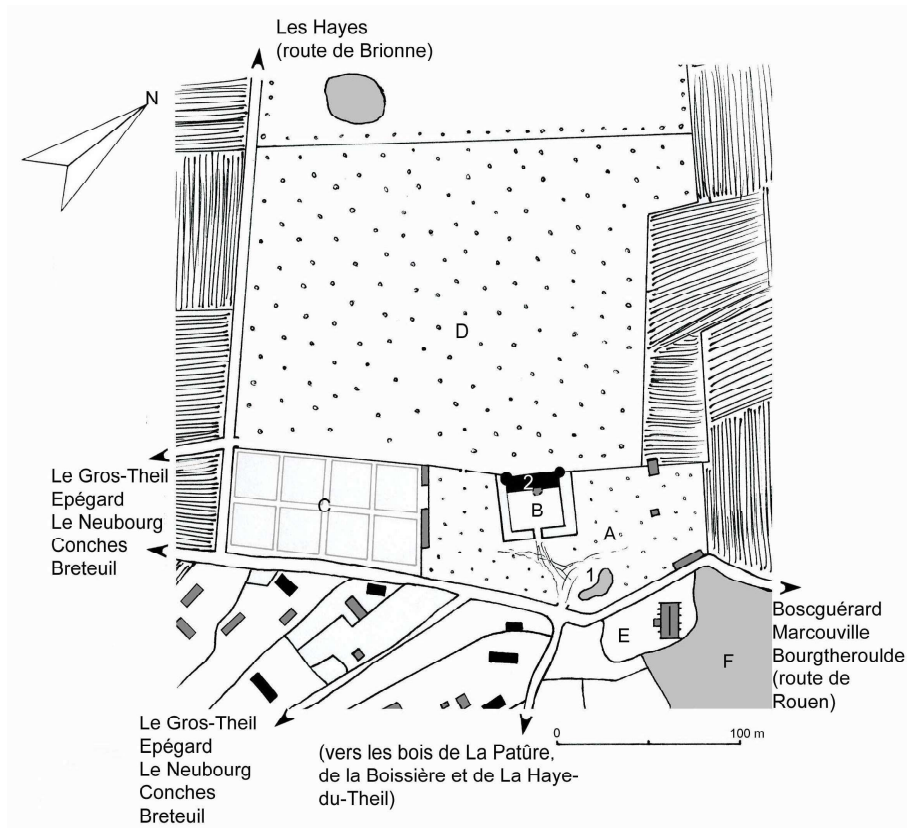 Les Hayes
(route de Brionne)
N
D
Le Gros-Theil
Epégard
Le Neubourg
Conches
Breteuil
C
2
B
A
1
E
F
Boscguérard
Marcouville
Bourgtheroulde
(route de
Rouen)
Le Gros-Theil
Epégard
Le Neubourg
Conches
Breteuil
(vers les bois de La Patûre,
de la Boissière et de La Haye-
du-Theil)
0 100 m